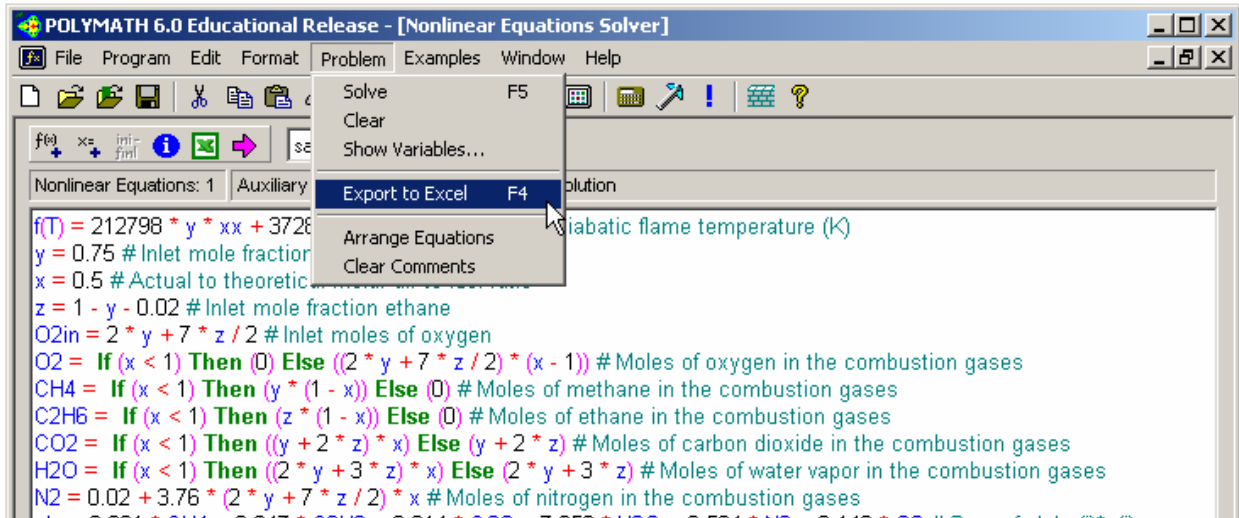 POLYMATH 6.0 Educational Release - [Nonlinear Equations Solver]
File Program Edit Format Problem Examples Window Help
Solve F5
Clear
Show Variables...
Export to Excel F4
Arrange Equations
Clear Comments
f(x) x= ini- finl
Nonlinear Equations: 1 Auxiliary
f(T) = 212798 * y * xx + 3728 iabatic flame temperature (K)
y = 0.75 # Inlet mole fraction
x = 0.5 # Actual to theoretical
z = 1 - y - 0.02 # Inlet mole fraction ethane
O2in = 2 * y + 7 * z / 2 # Inlet moles of oxygen
O2 = If (x < 1) Then (0) Else ((2 * y + 7 * z / 2) * (x - 1)) # Moles of oxygen in the combustion gases
CH4 = If (x < 1) Then (y * (1 - x)) Else (0) # Moles of methane in the combustion gases
C2H6 = If (x < 1) Then (z * (1 - x)) Else (0) # Moles of ethane in the combustion gases
CO2 = If (x < 1) Then ((y + 2 * z) * x) Else (y + 2 * z) # Moles of carbon dioxide in the combustion gases
H2O = If (x < 1) Then ((2 * y + 3 * z) * x) Else (2 * y + 3 * z) # Moles of water vapor in the combustion gases
N2 = 0.02 + 3.76 * (2 * y + 7 * z / 2) * x # Moles of nitrogen in the combustion gases